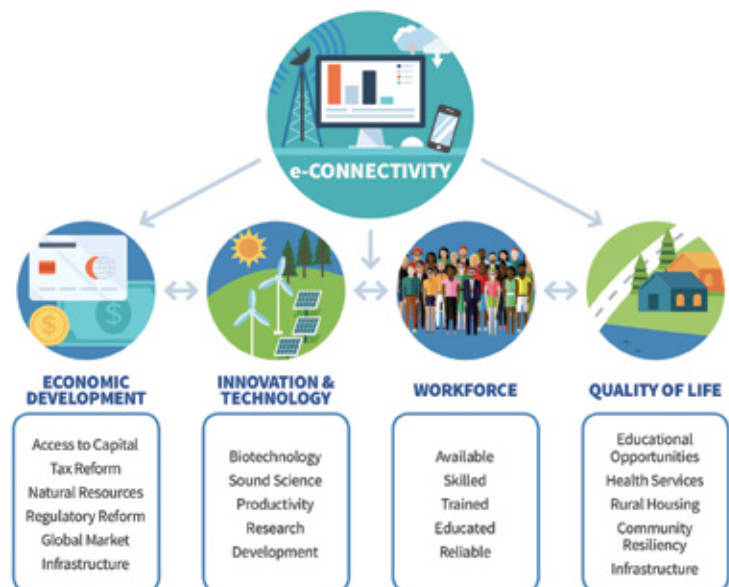 e-CONNECTIVITY
ECONOMIC
DEVELOPMENT
Access to Capital
Tax Reform
Natural Resources
Regulatory Reform
Global Market
Infrastructure
INNOVATION &
TECHNOLOGY
Biotechnology
Sound Science
Productivity
Research
Development
WORKFORCE
Available
Skilled
Trained
Educated
Reliable
QUALITY OF LIFE
Educational
Opportunities
Health Services
Rural Housing
Community
Resiliency
Infrastructure